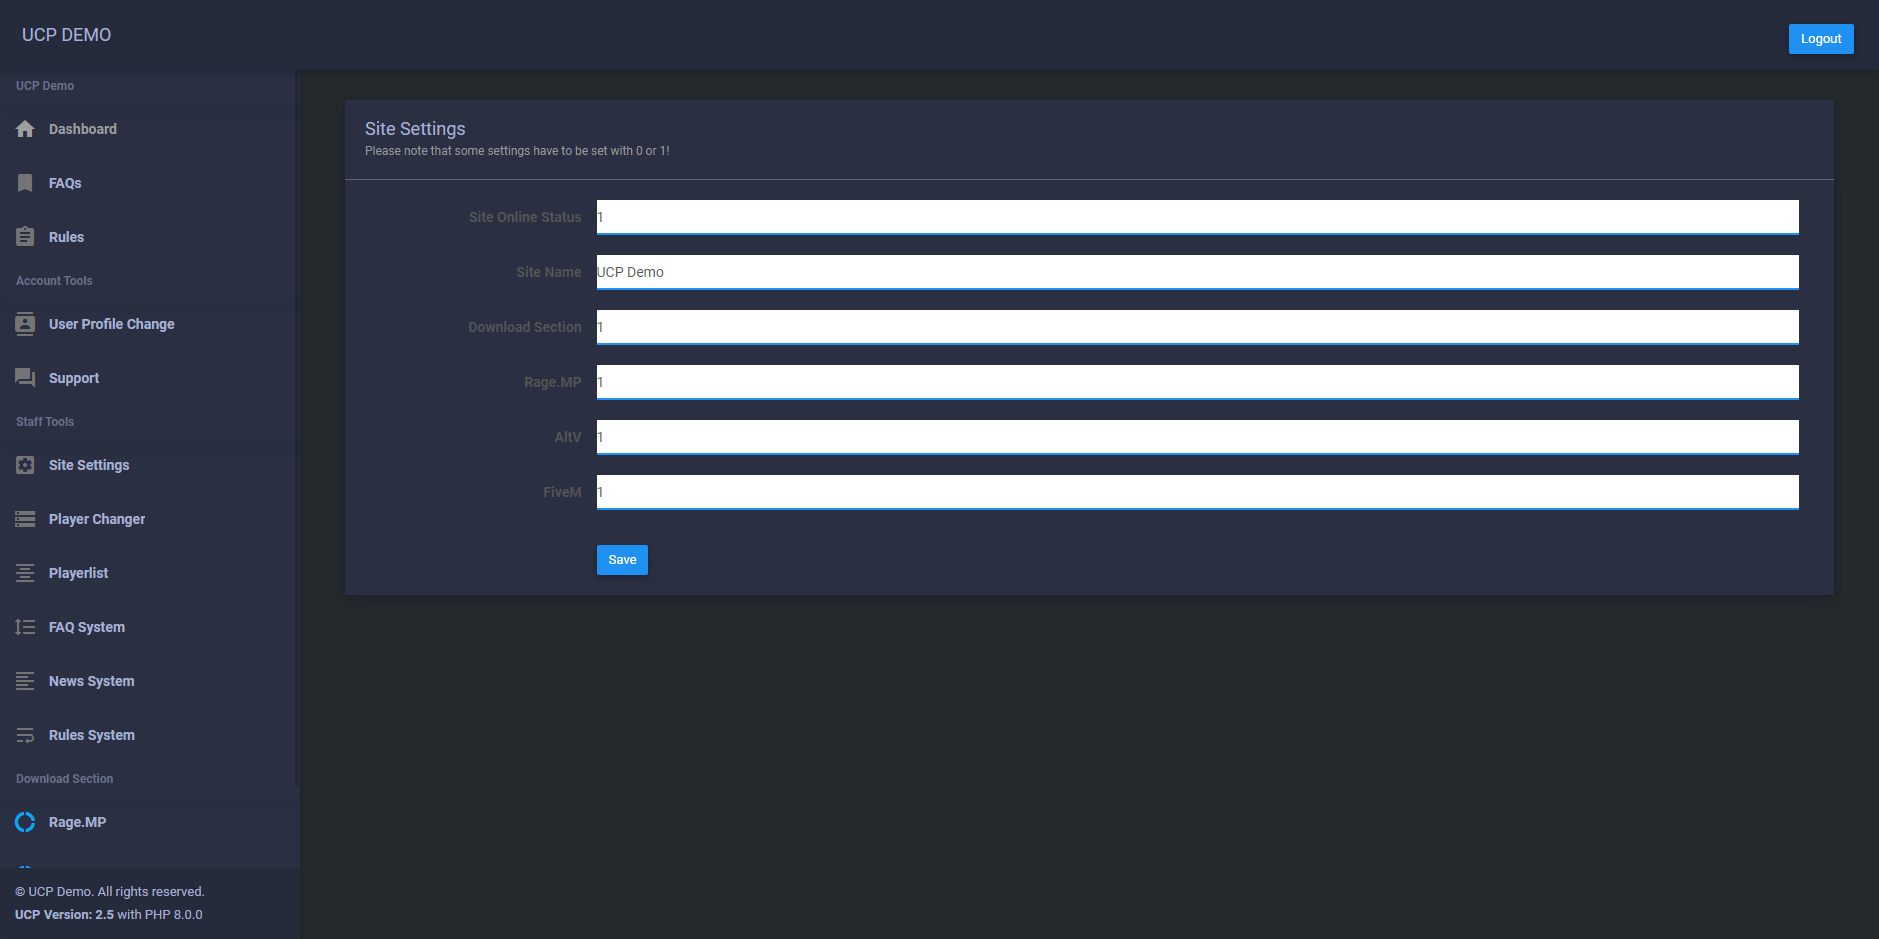 UCP DEMO
Logout
UCP Demo
Dashboard
FAQs
Rules
Account Tools
User Profile Change
Support
Staff Tools
Site Settings
Player Changer
Playerlist
FAQ System
News System
Rules System
Download Section
Rage.MP
© UCP Demo. All rights reserved.
UCP Version: 2.5 with PHP 8.0.0
Site Settings
Please note that some settings have to be set with 0 or 1!
Site Online Status 1
Site Name UCP Demo
Download Section 1
Rage.MP 1
AltV 1
FiveM 1
Save